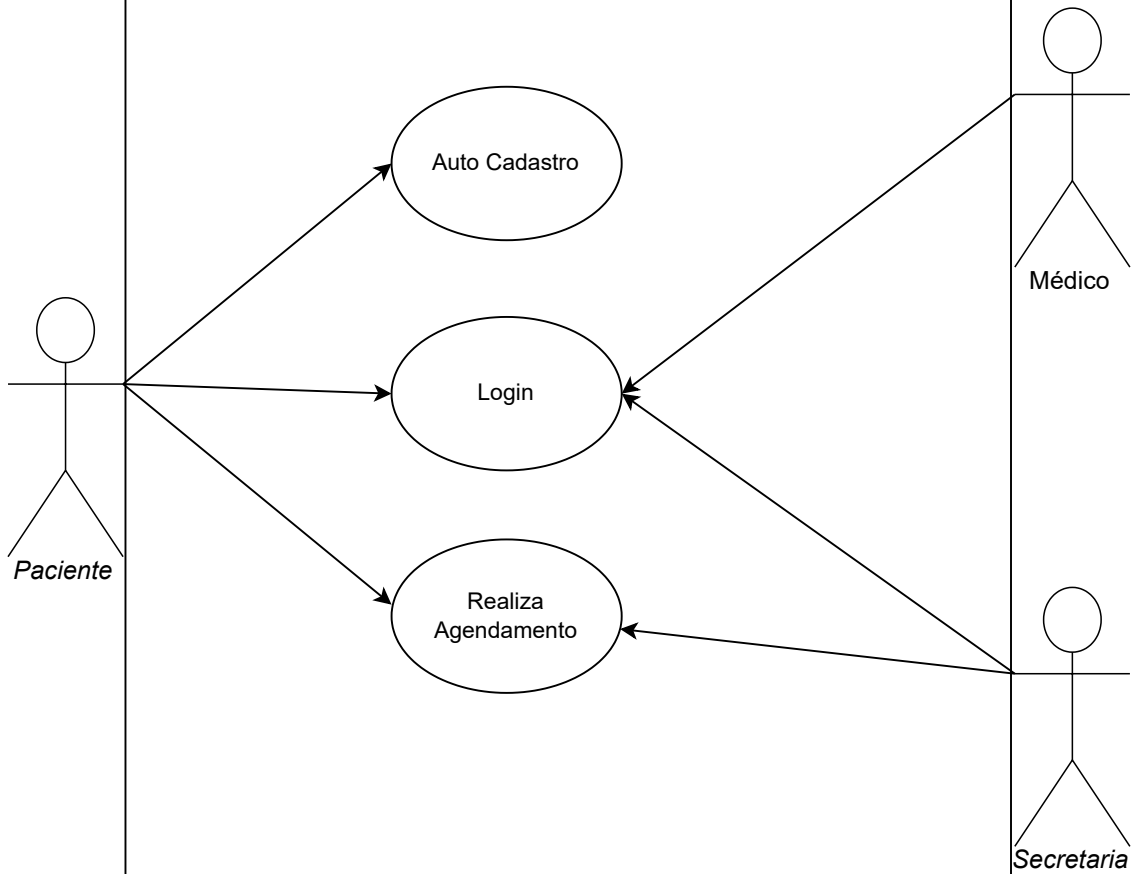 Auto Cadastro
Médico
Login
Paciente
Realiza
Agendamento
Secretaria